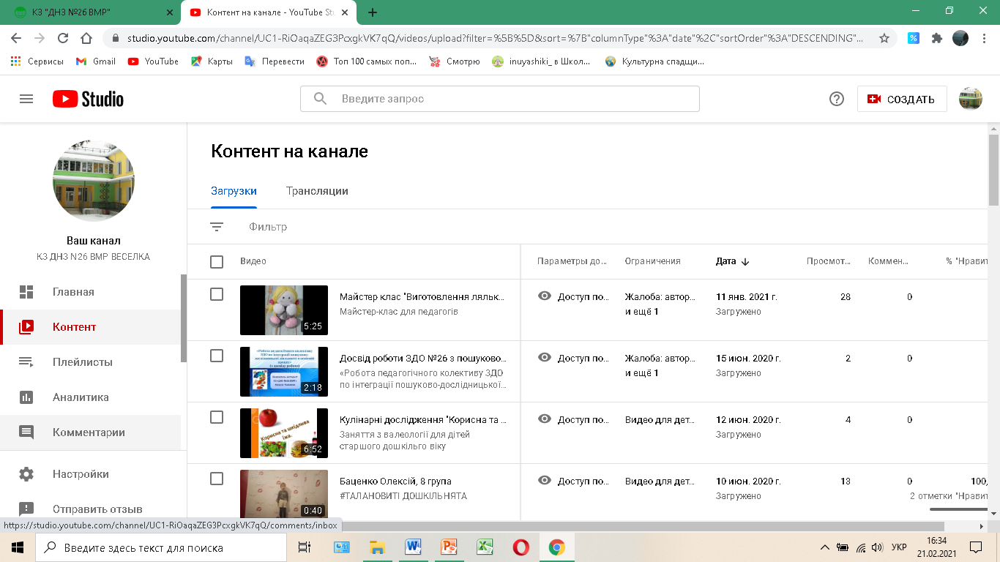 КЗ "ДНЗ №26 ВМР"
Контент на канале - YouTube Stu
studio.youtube.com/channel/UC1-RiOaqaZEG3PcxgkVK7qQ/videos/upload?filter=%5B%5D&sort=%7B"columnType"%3A"date"%2C"sortOrder"%3A"DESCENDING"...
Сервисы
Gmail
YouTube
Карты
Перевести
Топ 100 самых поп...
Смотрю
inuyashiki_ в Школ...
Культурна спадщи...
Studio
Введите запрос
СОЗДАТЬ
Контент на канале
Загрузки
Трансляции
Ваш канал
КЗ ДНЗ N26 ВМР ВЕСЕЛКА
Фильтр
Видео
Параметры до...
Ограничения
Дата
Просмот...
Коммен...
% "Нравит
Главная
Контент
Плейлисты
Аналитика
Комментарии
Настройки
Отправить отзыв
5:25
Майстер клас "Виготовлення ляльк...
Майстер-клас для педагогів
Доступ по...
Жалоба: автор...
и ещё 1
11 янв. 2021 г.
Загружено
28
0
2:18
Досвід роботи ЗДО №26 з пошуково...
«Робота педагогічного колективу ЗДО
по інтеграції пошуково-дослідницької...
Доступ по...
Жалоба: автор...
и ещё 1
15 июн. 2020 г.
Загружено
2
0
Корисна та шкідлива
їжа.
6:52
Кулінарні дослідження "Корисна та ...
Заняття з валеології для дітей
старшого дошкільго віку
Доступ по...
Видео для дет...
12 июн. 2020 г.
Загружено
4
0
0:40
Баценко Олексій, 8 група
#ТАЛАНОВИТІ ДОШКІЛЬНЯТА
Доступ по...
Видео для дет...
10 июн. 2020 г.
Загружено
13
0
100,
2 отметки "Нравит
https://studio.youtube.com/channel/UC1-RiOaqaZEG3PcxgkVK7qQ/comments/inbox
Введите здесь текст для поиска
УКР
16:34
21.02.2021